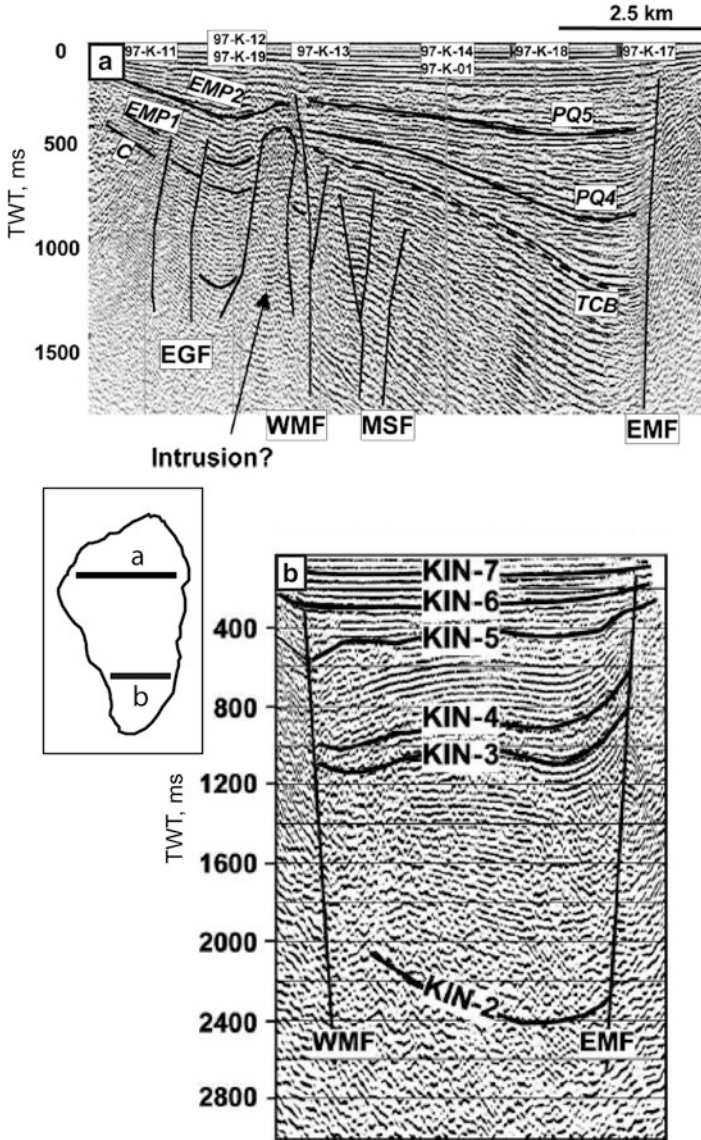 2.5 km
0
a
97-K-11
97-K-12
97-K-19
97-K-13
97-K-14
97-K-01
97-K-18
97-K-17
EMP2
EMP1
C'
PQ5
PQ4
TCB
500
1000
1500
TWT, ms
EGF
WMF
MSF
EMF
Intrusion?
a
b
b
KIN-7
KIN-6
KIN-5
KIN-4
KIN-3
KIN-2
400
800
1200
1600
2000
2400
2800
TWT, ms
WMF
EMF